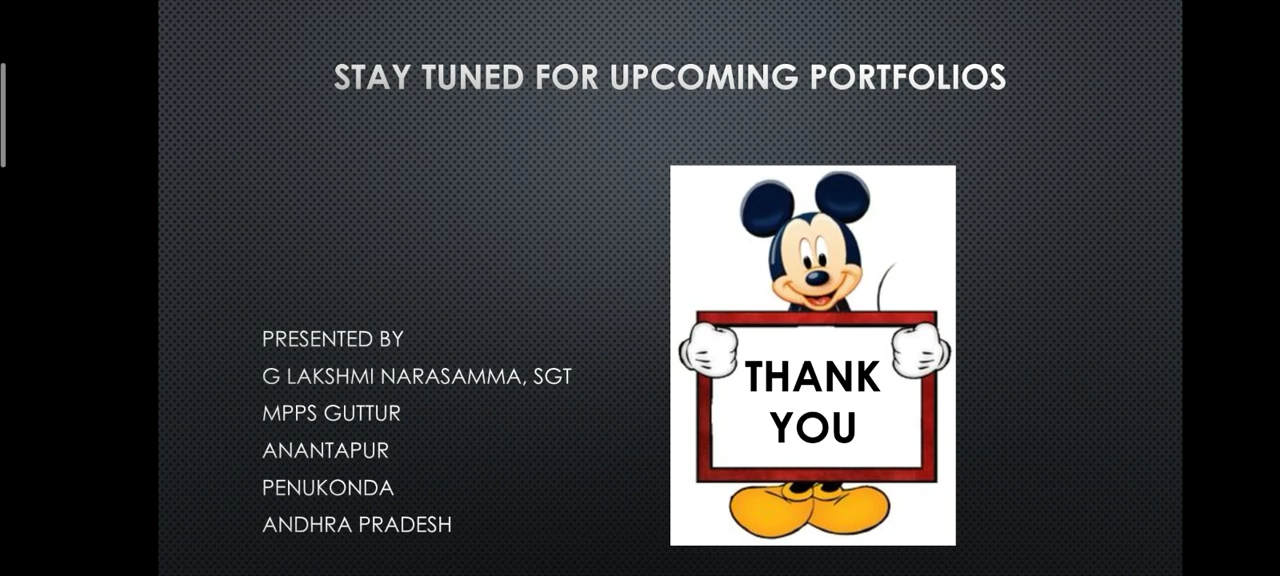 STAY TUNED FOR UPCOMING PORTFOLIOS
PRESENTED BY
G LAKSHMI NARASAMMA, SGT
MPPS GUTTUR
ANANTAPUR
PENUKONDA
ANDHRA PRADESH
THANK
YOU